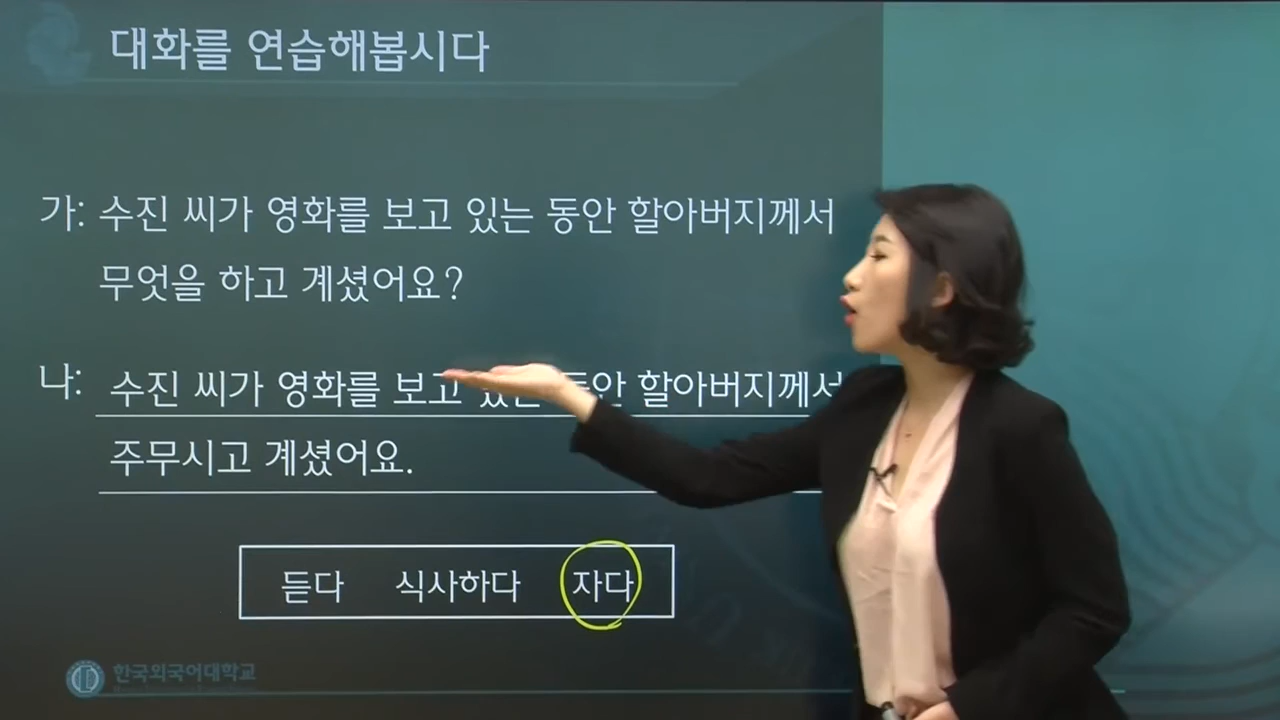 대화를 연습해봅시다
가: 수진 씨가 영화를 보고 있는 동안 할아버지께서
무엇을 하고 계셨어요?
나: 수진 씨가 영화를 보고 있는 동안 할아버지께서
주무시고 계셨어요.
듣다 식사하다 자다
한국외국어대학교